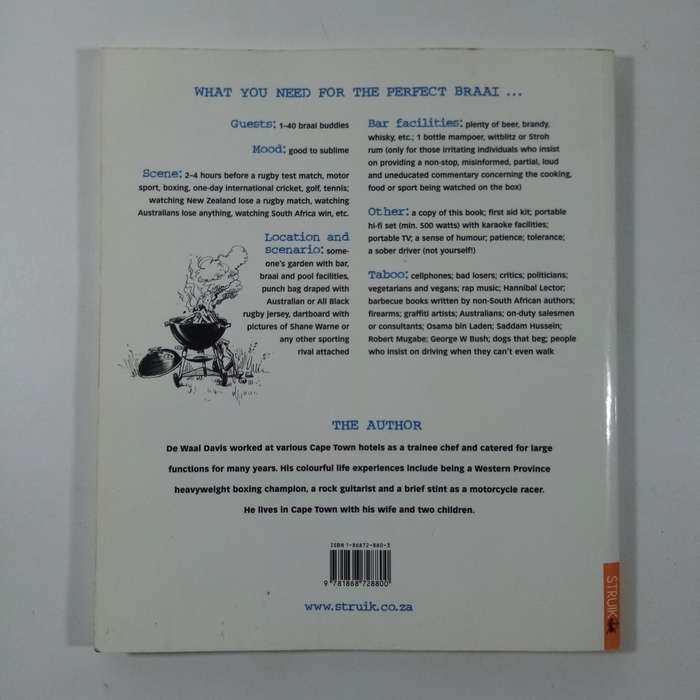 WHAT YOU NEED FOR THE PERFECT BRAAI ...
Guests: 1–40 braai buddies
Mood: good to sublime
Scene: 2–4 hours before a rugby test match, motor
sport, boxing, one-day international cricket, golf, tennis;
watching New Zealand lose a rugby match, watching
Australians lose anything, watching South Africa win, etc.
Location and
scenario: some-
one's garden with bar,
braai and pool facilities,
punch bag draped with
Australian or All Black
rugby jersey, dartboard with
pictures of Shane Warne or
any other sporting
rival attached
Bar facilities: plenty of beer, brandy,
whisky, etc.; 1 bottle mampoer, witblitz or Stroh
rum (only for those irritating individuals who insist
on providing a non-stop, misinformed, partial, loud
and uneducated commentary concerning the cooking,
food or sport being watched on the box)
Other: a copy of this book; first aid kit; portable
hi-fi set (min. 500 watts) with karaoke facilities;
portable TV; a sense of humour; patience; tolerance;
a sober driver (not yourself!)
Taboo: cellphones; bad losers; critics; politicians;
vegetarians and vegans; rap music; Hannibal Lector;
barbecue books written by non-South African authors;
firearms; graffiti artists; Australians; on-duty salesmen
or consultants; Osama bin Laden; Saddam Hussein;
Robert Mugabe; George W Bush; dogs that beg; people
who insist on driving when they can't even walk
THE AUTHOR
De Waal Davis worked at various Cape Town hotels as a trainee chef and catered for large
functions for many years. His colourful life experiences include being a Western Province
heavyweight boxing champion, a rock guitarist and a brief stint as a motorcycle racer.
He lives in Cape Town with his wife and two children.
ISBN 1-86872-880-3
9 781868 728800
www.struik.co.za
STRUIK